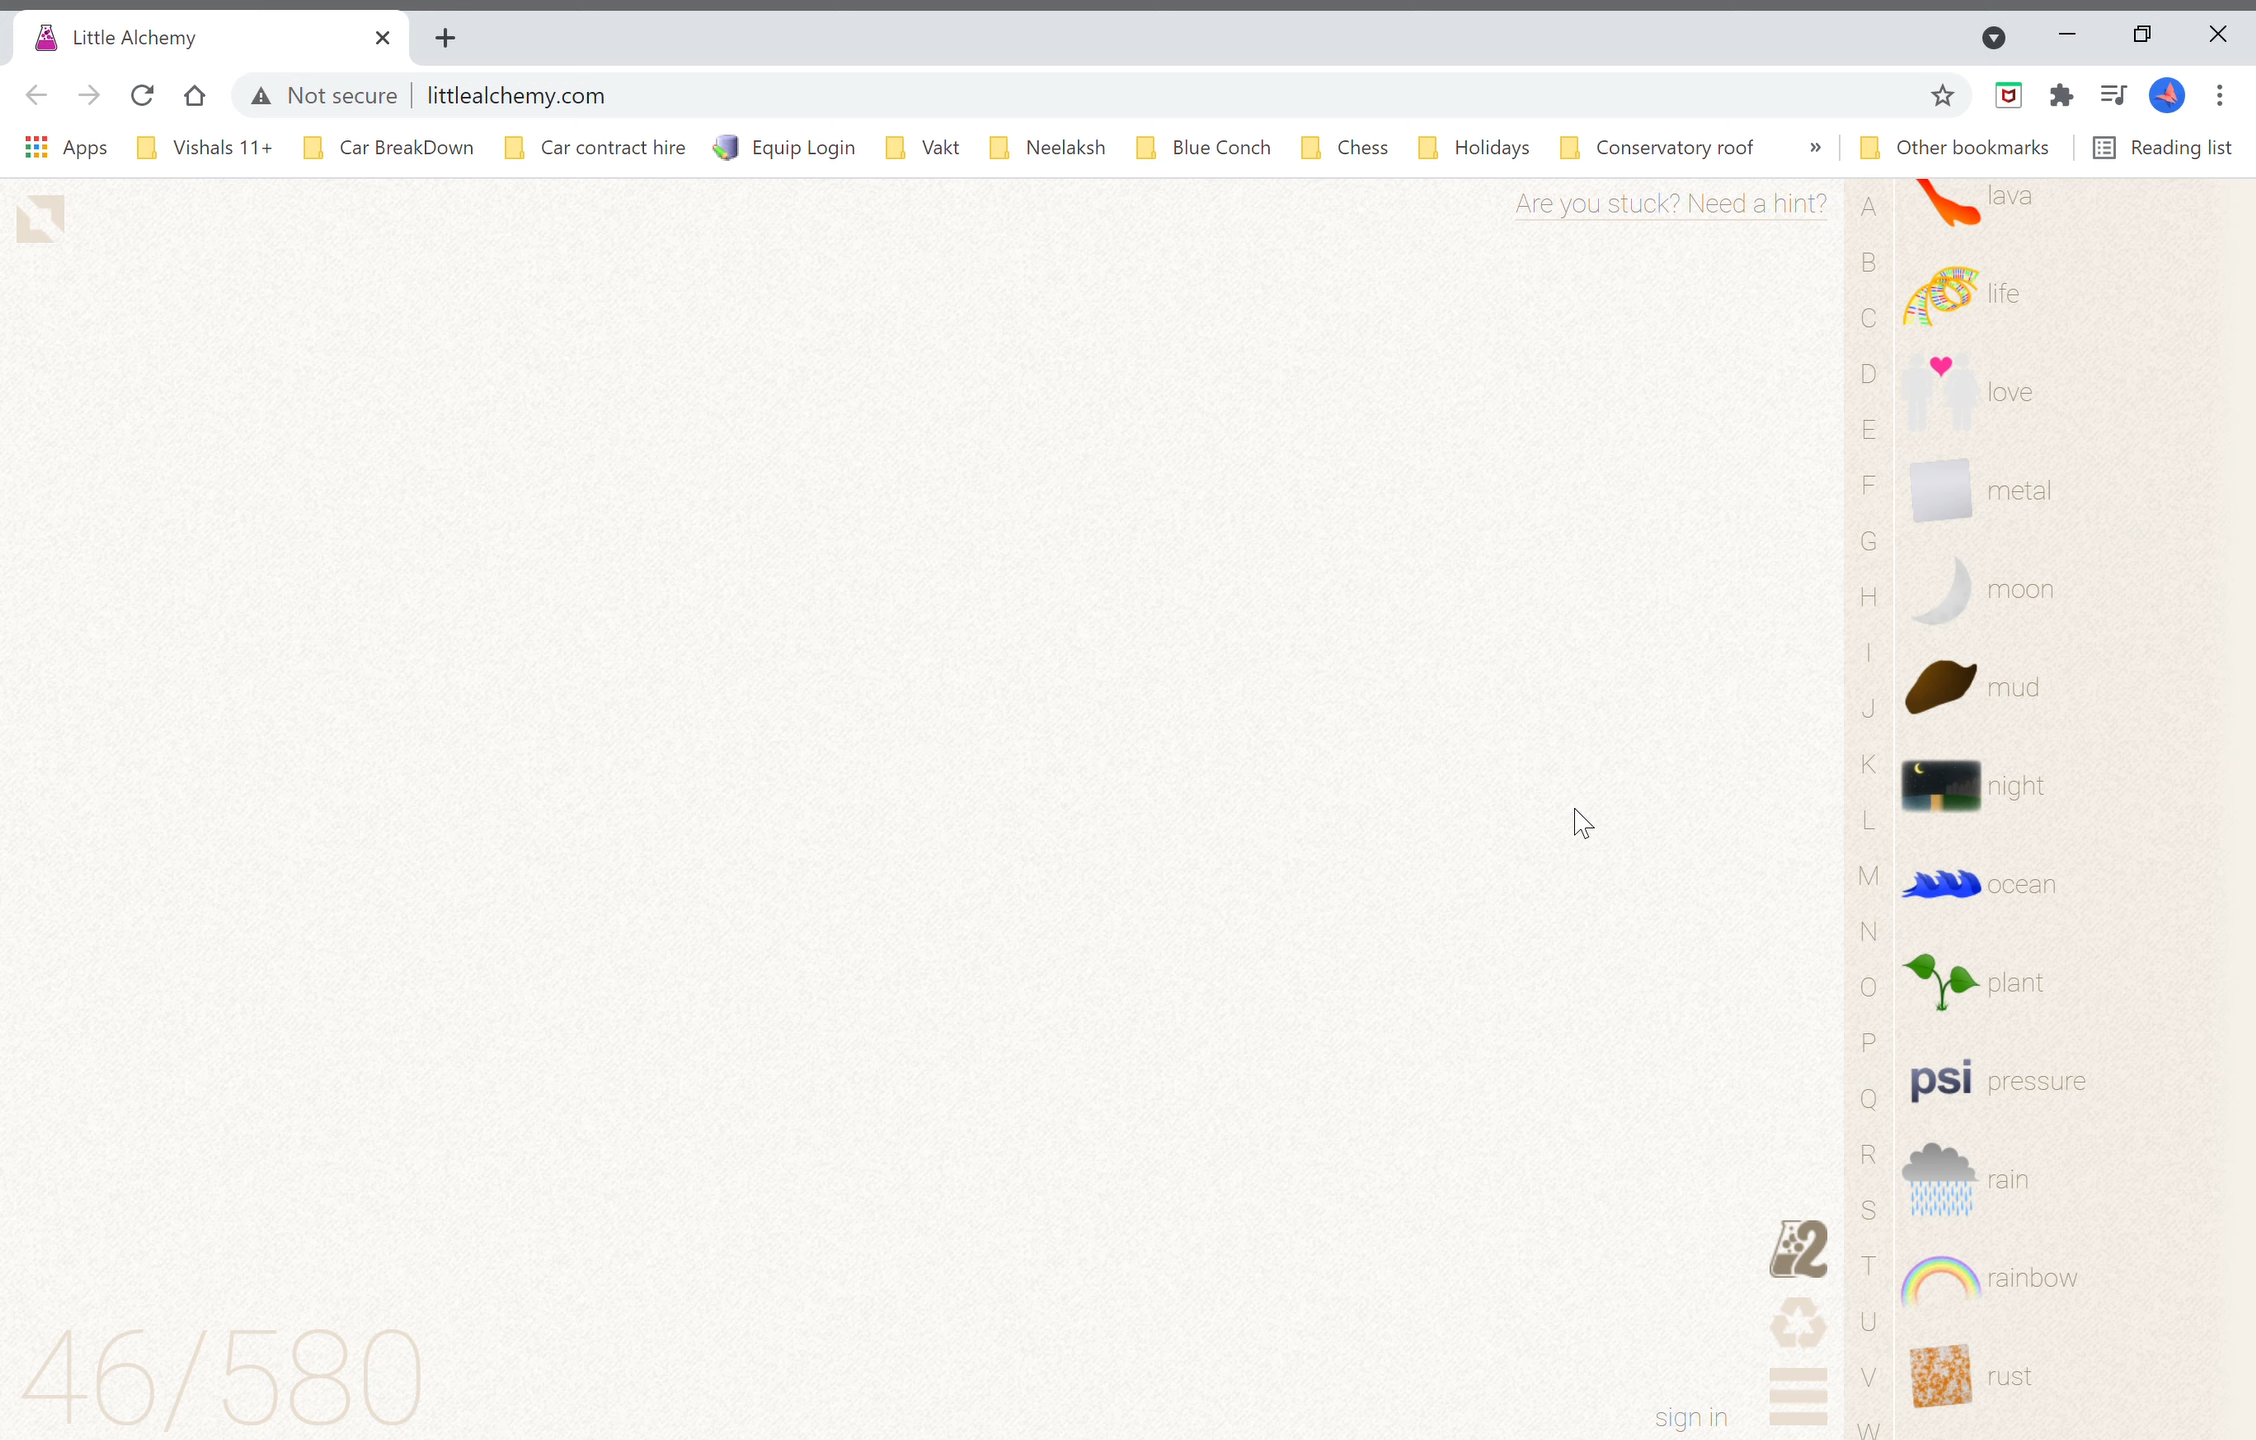 Little Alchemy
Not secure littlealchemy.com
Apps Vishals 11+ Car BreakDown Car contract hire Equip Login Vakt Neelaksh Blue Conch Chess Holidays Conservatory roof » Other bookmarks Reading list
Are you stuck? Need a hint?
A
B
C
D
E
F
G
H
I
J
K
L
M
N
O
P
Q
R
S
T
U
V
W
lava
life
love
metal
moon
mud
night
ocean
plant
psi pressure
rain
rainbow
rust
2
46/580
sign in